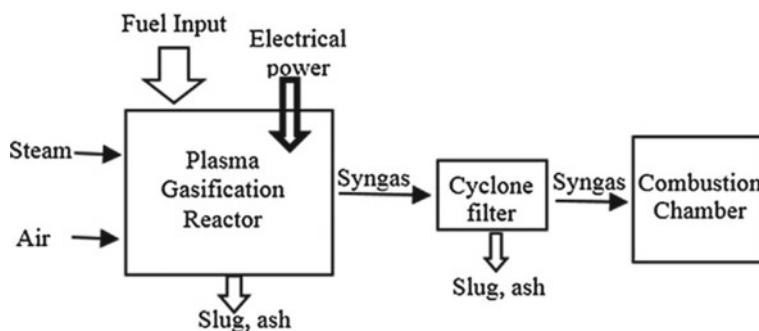 Fuel Input
Electrical
power
Steam
Plasma
Gasification
Reactor
Air
Syngas
Cyclone
filter
Syngas
Combustion
Chamber
Slug, ash
Slug, ash